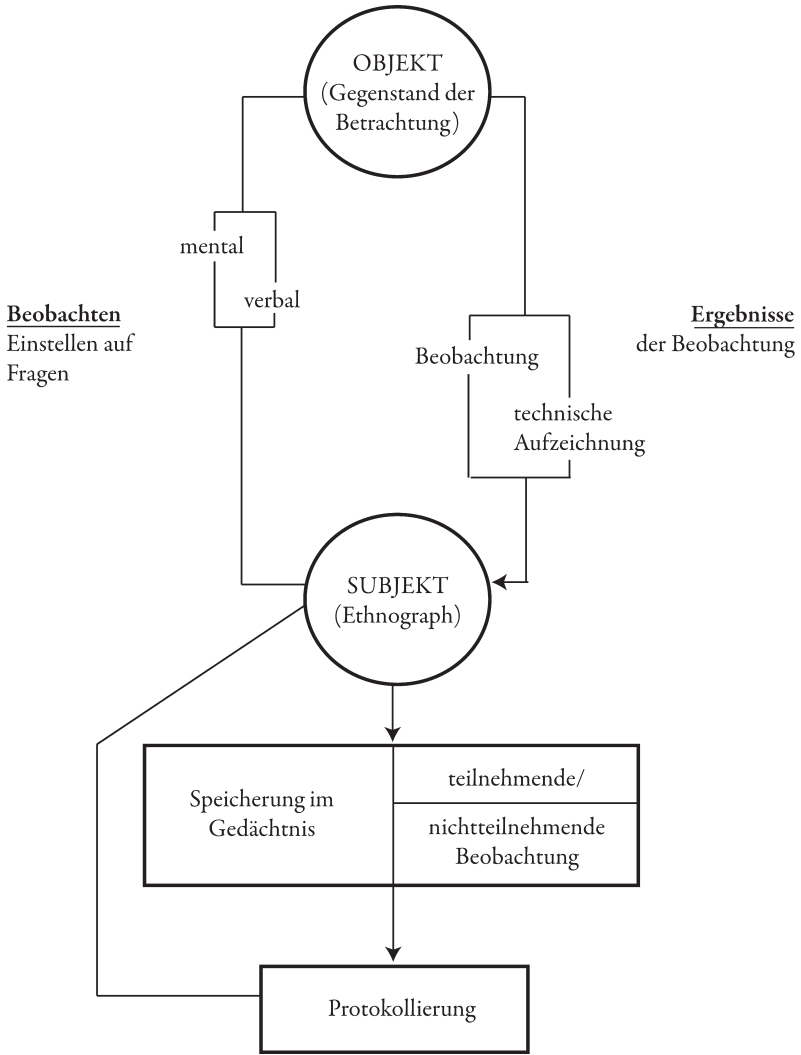 OBJEKT
(Gegenstand der
Betrachtung)
mental
verbal
Beobachten
Einstellen auf
Fragen
Ergebnisse
der Beobachtung
Beobachtung
technische
Aufzeichnung
SUBJEKT
(Ethnograph)
Speicherung im
Gedächtnis
teilnehmende/
nichtteilnehmende
Beobachtung
Protokollierung